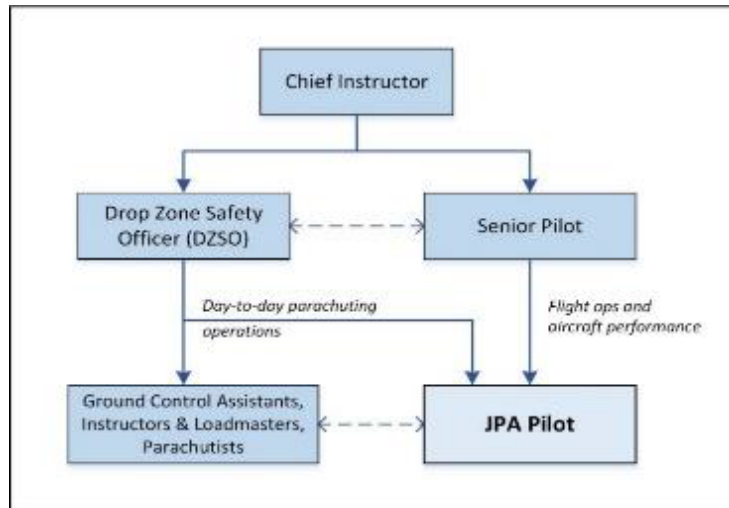 Chief Instructor
Drop Zone Safety
Officer (DZSO)
Senior Pilot
Day-to-day parachuting
operations
Flight ops and
aircraft performance
Ground Control Assistants,
Instructors & Loadmasters,
Parachutists
JPA Pilot